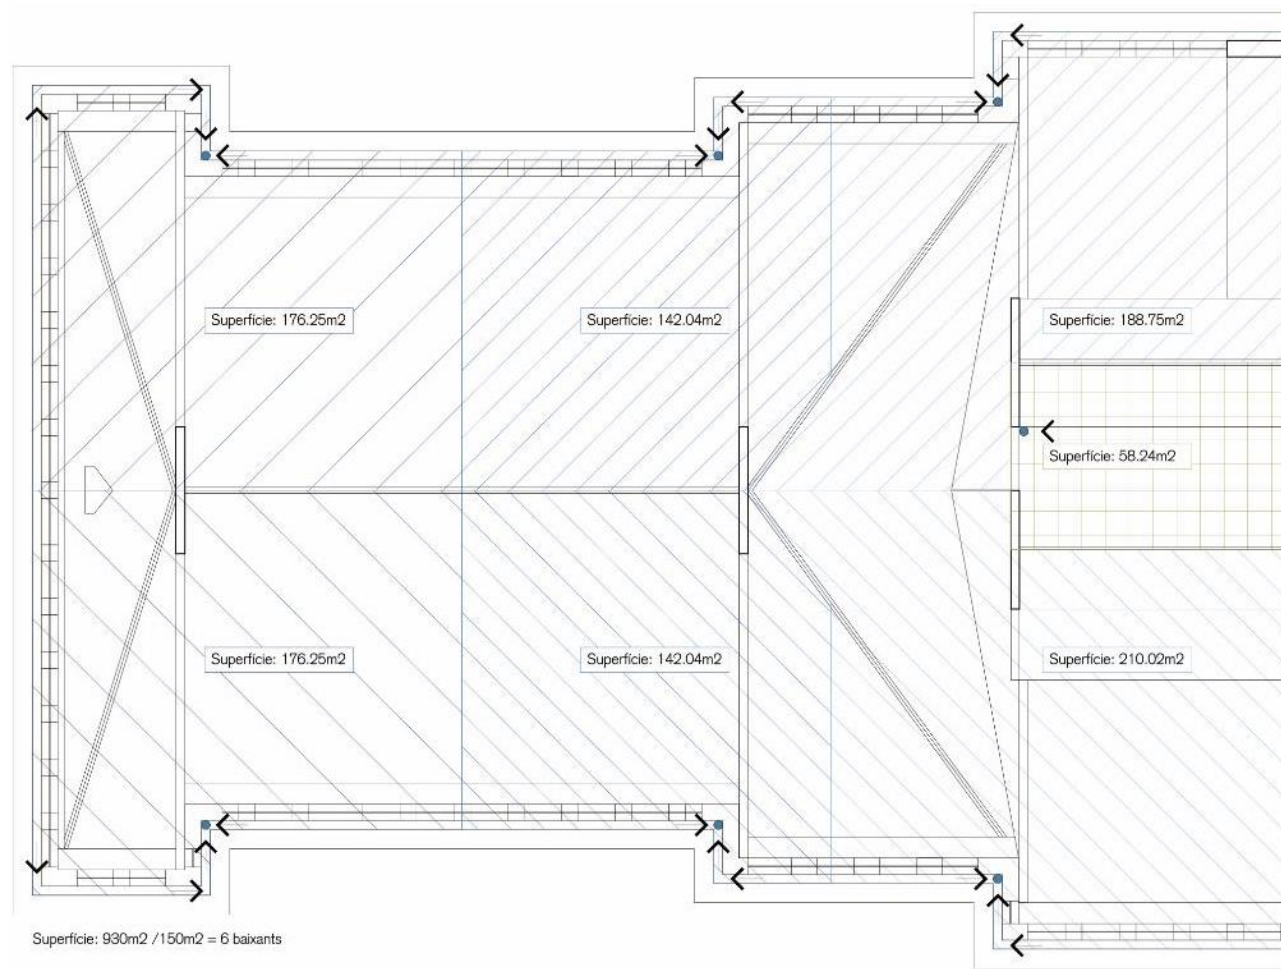 Superfície: 176.25m2
Superfície: 142.04m2
Superfície: 188.75m2
Superfície: 58.24m2
Superfície: 176.25m2
Superfície: 142.04m2
Superfície: 210.02m2
Superfície: 930m2 /150m2 = 6 baixants